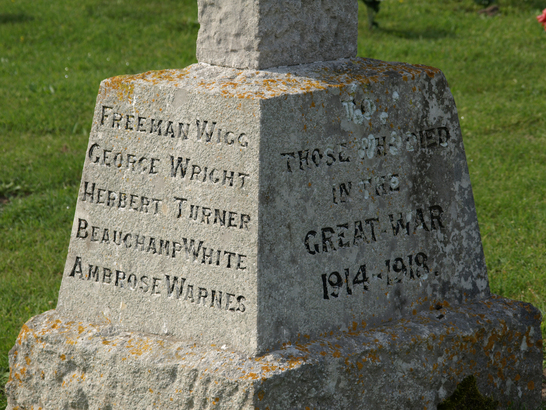 Freeman Wigg
George Wright
Herbert Turner
Beauchamp White
Ambrose Warnes
TO
THOSE WHO DIED
IN THE
GREAT·WAR
1914-1918.